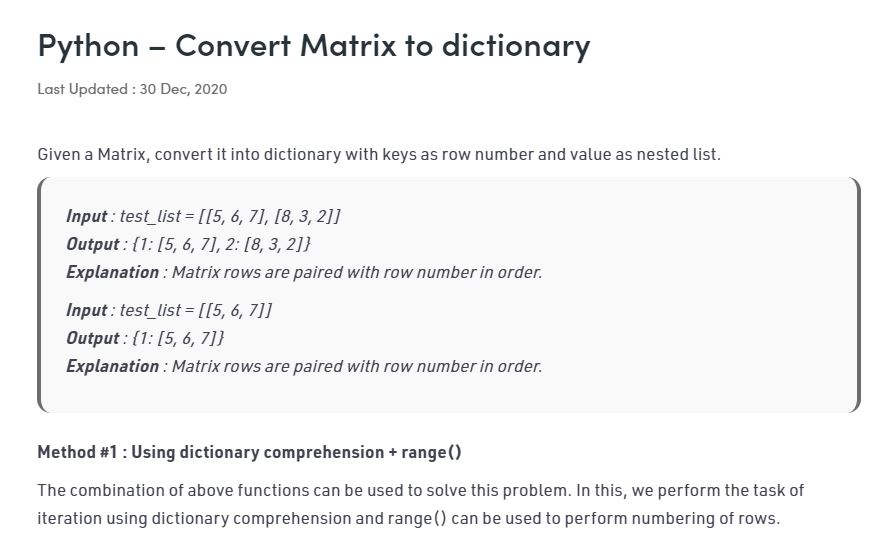 Python – Convert Matrix to dictionary
Last Updated : 30 Dec, 2020
Given a Matrix, convert it into dictionary with keys as row number and value as nested list.
Input : test_list = [[5, 6, 7], [8, 3, 2]]
Output : {1: [5, 6, 7], 2: [8, 3, 2]}
Explanation : Matrix rows are paired with row number in order.
Input : test_list = [[5, 6, 7]]
Output : {1: [5, 6, 7]}
Explanation : Matrix rows are paired with row number in order.
Method #1 : Using dictionary comprehension + range()
The combination of above functions can be used to solve this problem. In this, we perform the task of
iteration using dictionary comprehension and range() can be used to perform numbering of rows.